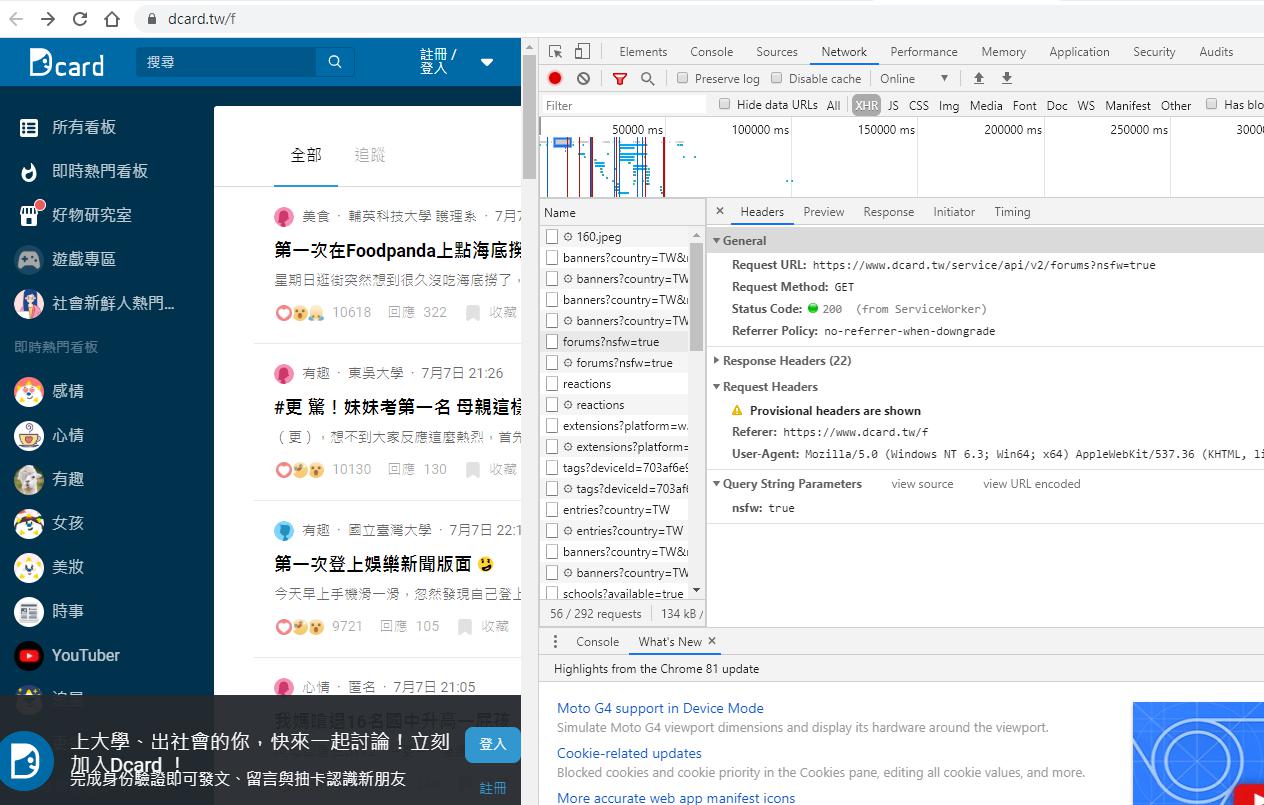 dcard.tw/f
Dcard
搜尋
註冊 /
登入
所有看板
即時熱門看板
好物研究室
遊戲專區
社會新鮮人熱門...
即時熱門看板
感情
心情
有趣
女孩
美妝
時事
YouTuber
全部 追蹤
美食 · 輔英科技大學 護理系 · 7月7
第一次在Foodpanda上點海底撈
星期日逛街突然想到很久沒吃海底撈了，
10618 回應 322 收藏
有趣 · 東吳大學 · 7月7日 21:26
#更 驚！妹妹考第一名 母親這樣
（更），想不到大家反應這麼熱烈，首先
10130 回應 130 收藏
有趣 · 國立臺灣大學 · 7月7日 22:1
第一次登上娛樂新聞版面
今天早上手機滑一滑，忽然發現自己登上
9721 回應 105 收藏
心情 · 匿名 · 7月7日 21:05
上大學、出社會的你，快來一起討論！立刻
加入Dcard ！
完成身份驗證即可發文、留言與抽卡認識新朋友
登入
註冊
Elements Console Sources Network Performance Memory Application Security Audits
Preserve log Disable cache Online
Filter Hide data URLs All XHR JS CSS Img Media Font Doc WS Manifest Other Has blo
50000 ms 100000 ms 150000 ms 200000 ms 250000 ms 3000
Name
160.jpeg
banners?country=TW&
banners?country=TW
banners?country=TW&
banners?country=TW
forums?nsfw=true
forums?nsfw=true
reactions
reactions
extensions?platform=w.
extensions?platform=
tags?deviceId=703af6e9
tags?deviceId=703af6
entries?country=TW
entries?country=TW
banners?country=TW&
banners?country=TW
schools?available=true
56 / 292 requests 134 kB /
Headers Preview Response Initiator Timing
General
Request URL: https://www.dcard.tw/service/api/v2/forums?nsfw=true
Request Method: GET
Status Code: 200 (from ServiceWorker)
Referrer Policy: no-referrer-when-downgrade
Response Headers (22)
Request Headers
Provisional headers are shown
Referer: https://www.dcard.tw/f
User-Agent: Mozilla/5.0 (Windows NT 6.3; Win64; x64) AppleWebKit/537.36 (KHTML, li
Query String Parameters view source view URL encoded
nsfw: true
Console What's New
Highlights from the Chrome 81 update
Moto G4 support in Device Mode
Simulate Moto G4 viewport dimensions and display its hardware around the viewport.
Cookie-related updates
Blocked cookies and cookie priority in the Cookies pane, editing all cookie values, and more.
More accurate web app manifest icons